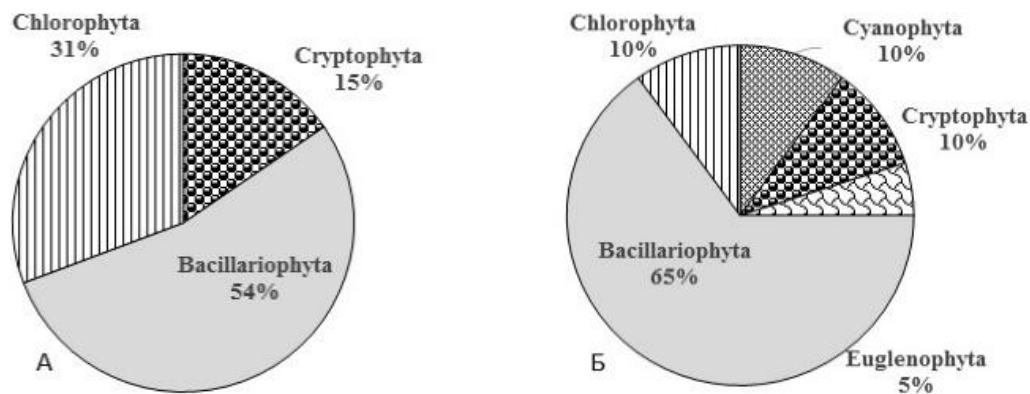 Chlorophyta
31%
Cryptophyta
15%
Bacillariophyta
54%
А
Chlorophyta
10%
Cyanophyta
10%
Cryptophyta
10%
Bacillariophyta
65%
Euglenophyta
5%
Б